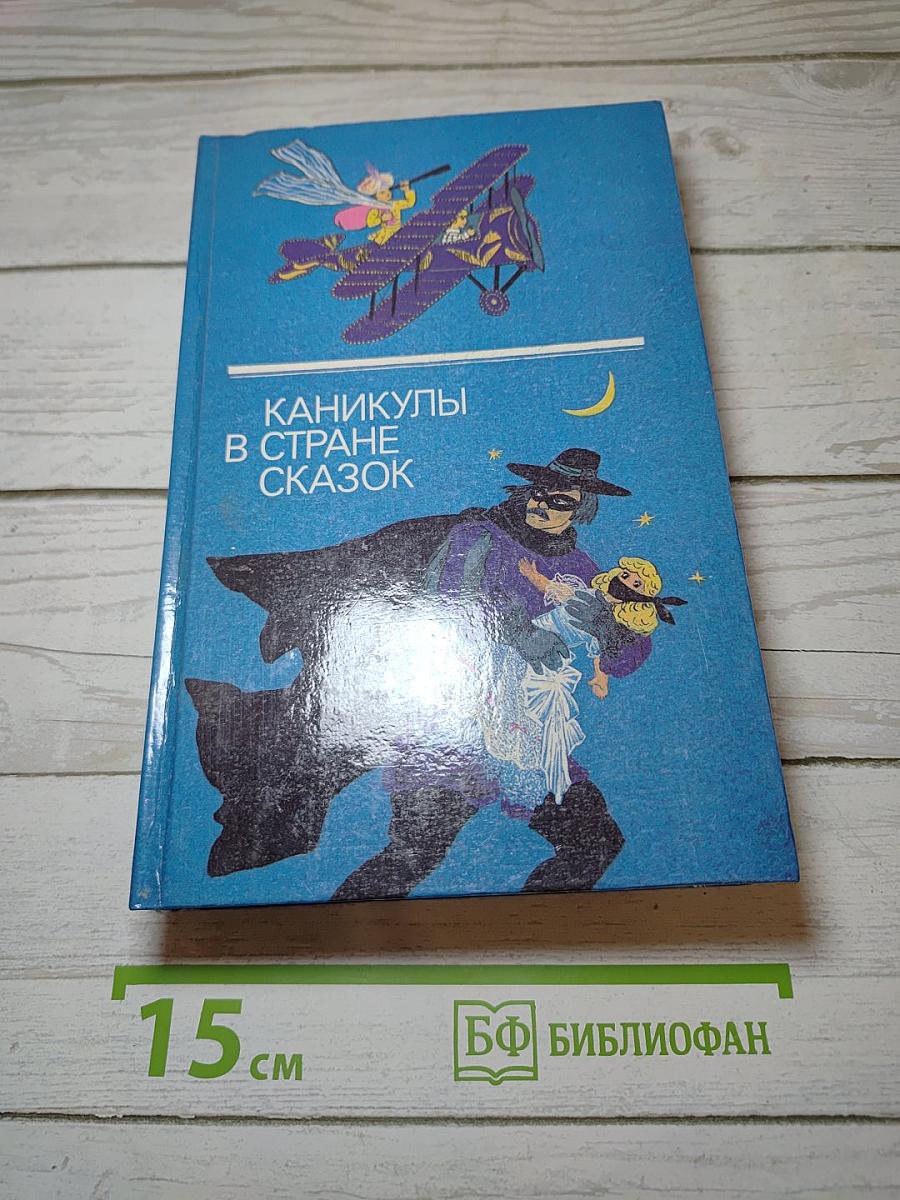 КАНИКУЛЫ
В СТРАНЕ
СКАЗОК
15 см
БФ БИБЛИОФАН